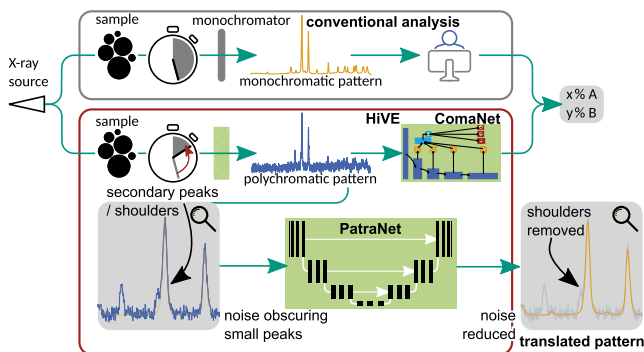 sample
monochromator
conventional analysis
X-ray
source
monochromatic pattern
x% A
y% B
sample
HiVE
ComaNet
polychromatic pattern
secondary peaks
/ shoulders
PatraNet
shoulders
removed
noise obscuring
small peaks
noise
reduced
translated pattern